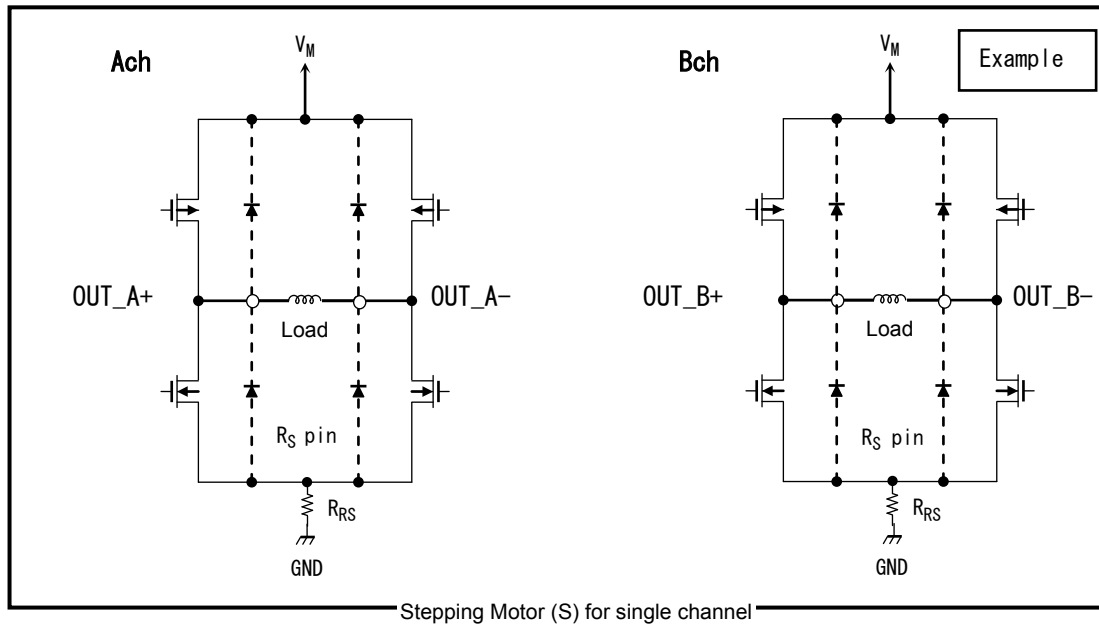 Ach
V_M
Bch
V_M
Example
OUT_A+
OUT_A-
Load
OUT_B+
OUT_B-
Load
R_S pin
R_RS
GND
R_S pin
R_RS
GND
Stepping Motor (S) for single channel